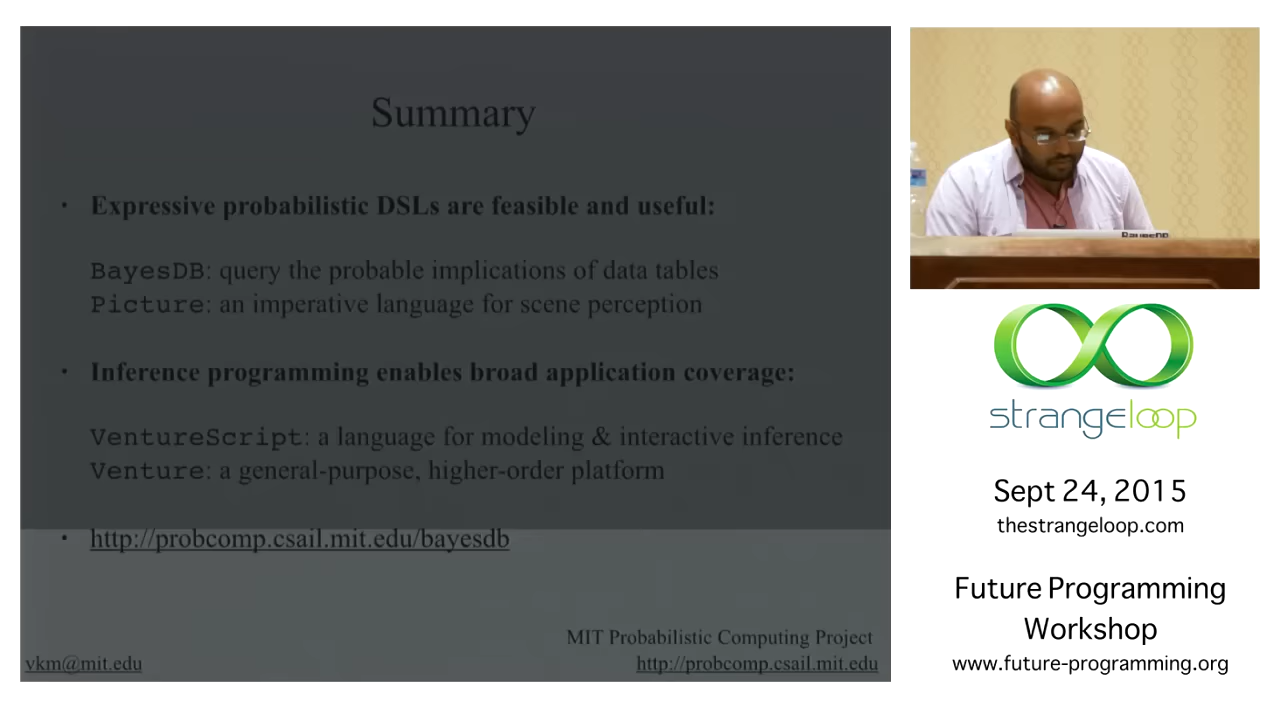 Summary
• Expressive probabilistic DSLs are feasible and useful:
BayesDB: query the probable implications of data tables
Picture: an imperative language for scene perception
• Inference programming enables broad application coverage:
VentureScript: a language for modeling & interactive inference
Venture: a general-purpose, higher-order platform
• http://probcomp.csail.mit.edu/bayesdb
MIT Probabilistic Computing Project
vkm@mit.edu
http://probcomp.csail.mit.edu
BayesDB
strangeloop
Sept 24, 2015
thestrangeloop.com
Future Programming
Workshop
www.future-programming.org